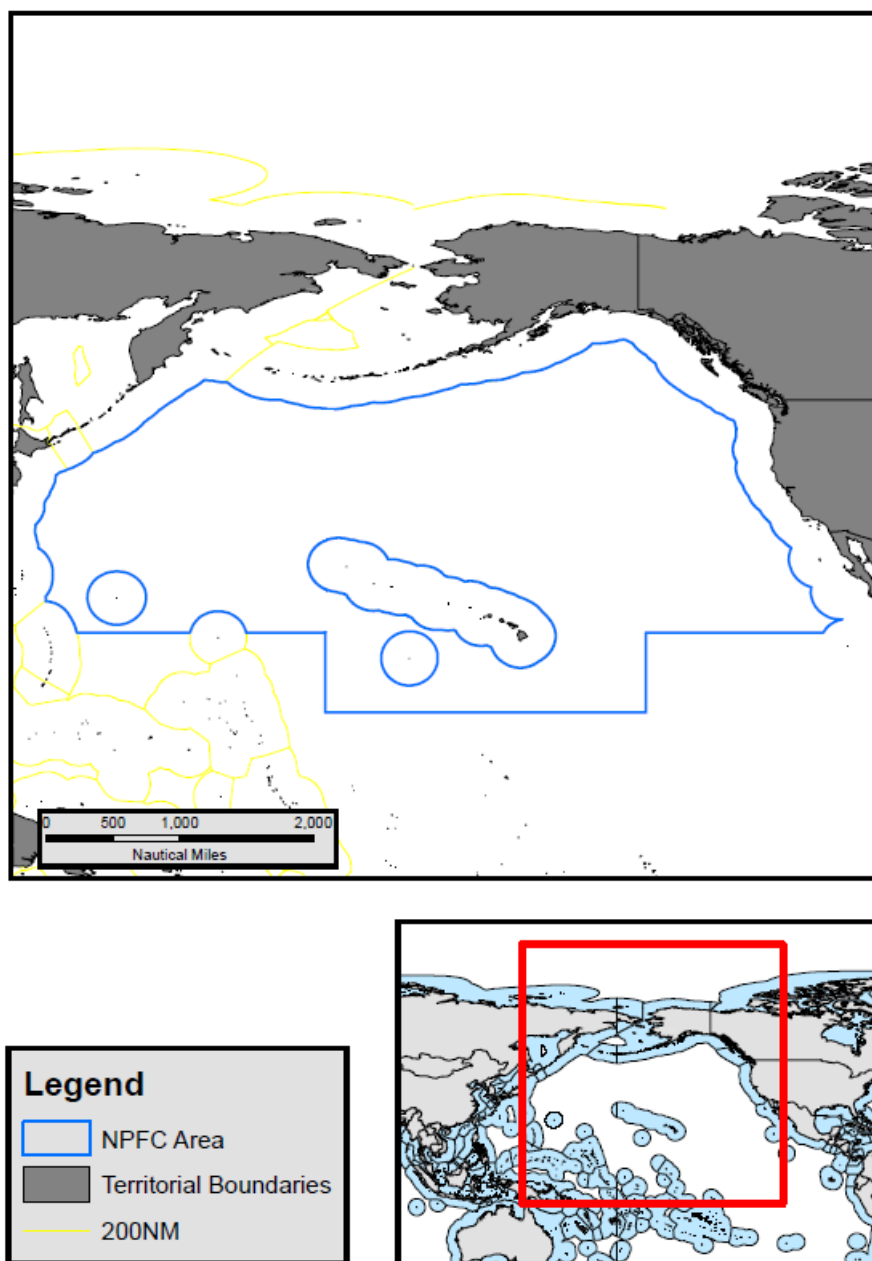 0 500 1,000 2,000
Nautical Miles
Legend
NPFC Area
Territorial Boundaries
200NM